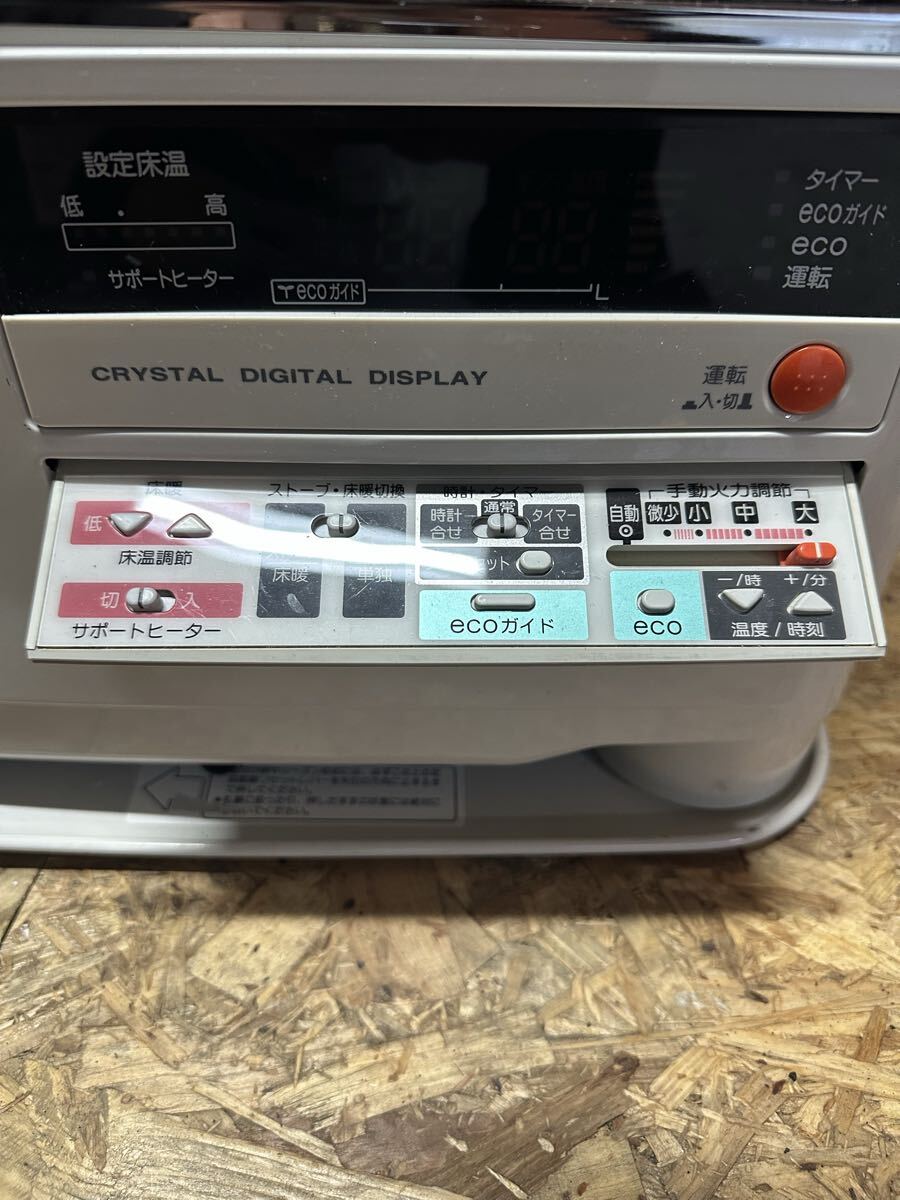 設定床温
低 ・ 高
サポートヒーター
ecoガイド
L
タイマー
ecoガイド
eco
運転
CRYSTAL DIGITAL DISPLAY
運転
入・切
床暖
低
床温調節
切 入
サポートヒーター
ストーブ・床暖切換
床暖
単独
時計 タイマー
時計合せ
通常
タイマー合せ
ット
ecoガイド
手動火力調節
自動 微少 小 中 大
eco
−/時 +/分
温度/時刻